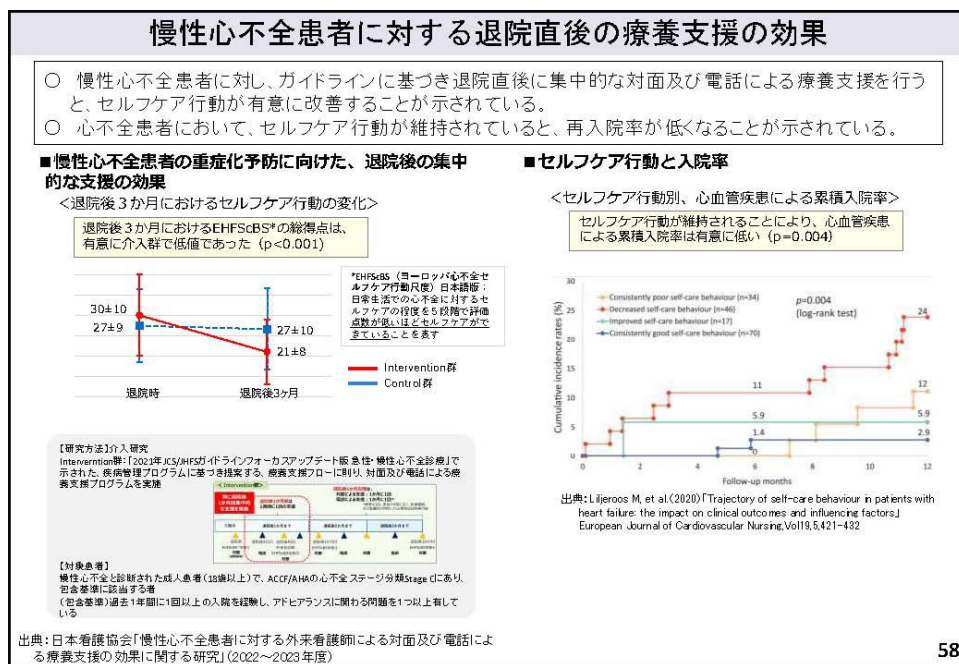 慢性心不全患者に対する退院直後の療養支援の効果
○ 慢性心不全患者に対し、ガイドラインに基づき退院直後に集中的な対面及び電話による療養支援を行う
と、セルフケア行動が有意に改善することが示されている。
○ 心不全患者において、セルフケア行動が維持されていると、再入院率が低くなることが示されている。
■慢性心不全患者の重症化予防に向けた、退院後の集中
的な支援の効果
＜退院後３か月におけるセルフケア行動の変化＞
退院後３か月におけるEHFScBS*の総得点は、
有意に介入群で低値であった（p<0.001）
30±10
27±9
27±10
21±8
退院時
退院後3ヶ月
*EHFScBS（ヨーロッパ心不全セ
ルフケア行動尺度）日本語版：
日常生活での心不全に対するセ
ルフケアの程度を５段階で評価
点数が低いほどセルフケアがで
きていることを表す
Intervention群
Control群
【研究方法】介入研究
Interverntion群：「2021年JCS/JHFSガイドラインフォーカスアップデート版 急性・慢性心不全診療」で
示された、疾病管理プログラムに基づき提案する、療養支援フローに則り、対面及び電話による療
養支援プログラムを実施
＜Intervention群＞
【対象患者】
慢性心不全と診断された成人患者（18歳以上）で、ACCF/AHAの心不全ステージ分類Stage Cにあり、
包含基準に該当する者
（包含基準）過去１年間に１回以上の入院を経験し、アドヒアランスに関わる問題を１つ以上有して
いる
出典：日本看護協会「慢性心不全患者に対する外来看護師による対面及び電話によ
る療養支援の効果に関する研究」（2022～2023年度）
■セルフケア行動と入院率
＜セルフケア行動別、心血管疾患による累積入院率＞
セルフケア行動が維持されることにより、心血管疾患
による累積入院率は有意に低い（p=0.004）
Cumulative incidence rates (%)
30
25
20
15
10
5
0
Consistently poor self-care behaviour (n=34)
Decreased self-care behaviour (n=46)
Improved self-care behaviour (n=17)
Consistently good self-care behaviour (n=70)
p=0.004
(log-rank test)
24
11
12
5.9
5.9
1.4
2.9
0
0 2 4 6 8 10 12
Follow-up months
出典：Liljeroos M, et al.(2020)「Trajectory of self-care behaviour in patients with
heart failure: the impact on clinical outcomes and influencing factors」
European Journal of Cardiovascular Nursing,Vol19,5,421-432
58